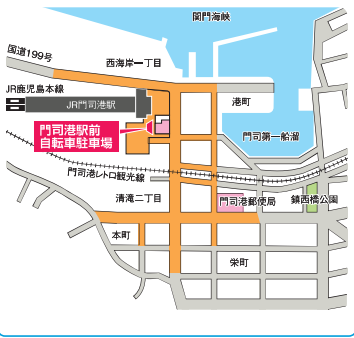 関門海峡
国道199号
西海岸一丁目
JR鹿児島本線
JR門司港駅
港町
門司港駅前
自転車駐車場
門司第一船溜
門司港レトロ観光線
清滝二丁目
門司港郵便局
鎮西橋公園
本町
栄町